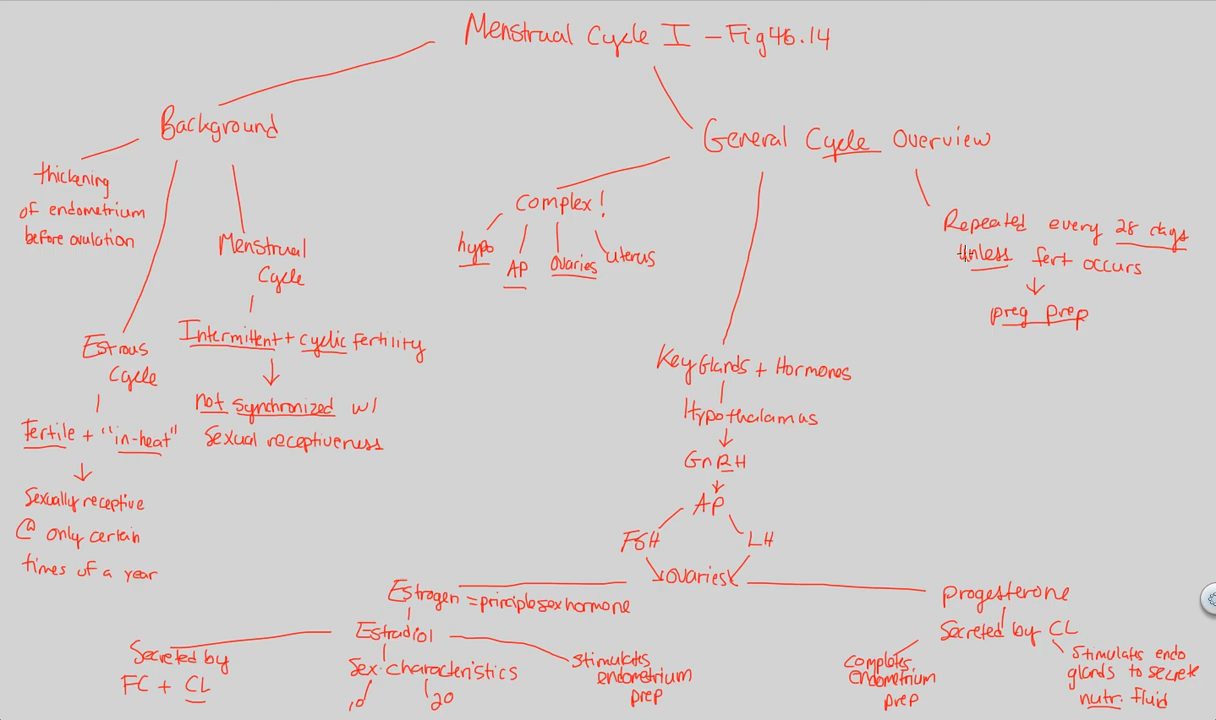 Menstrual Cycle I - Fig 46.14
Background
thickening
of endometrium
before ovulation
Menstrual
Cycle
Intermittent + cyclic fertility
not synchronized w/
sexual receptiveness
Estrous
Cycle
Fertile + "in-heat"
Sexually receptive
@ only certain
times of a year
General Cycle Overview
Complex!
hypo
AP
ovaries
uterus
Repeated every 28 days
unless fert occurs
preg prep
Key Glands + Hormones
Hypothalamus
GnRH
AP
FSH
LH
ovaries
Estrogen = principle sex hormone
Estradiol
Secreted by
FC + CL
Sex characteristics
1°
2°
stimulates
endometrium
prep
progesterone
Secreted by CL
completes
endometrium
prep
Stimulates endo
glands to secrete
nutr. fluid